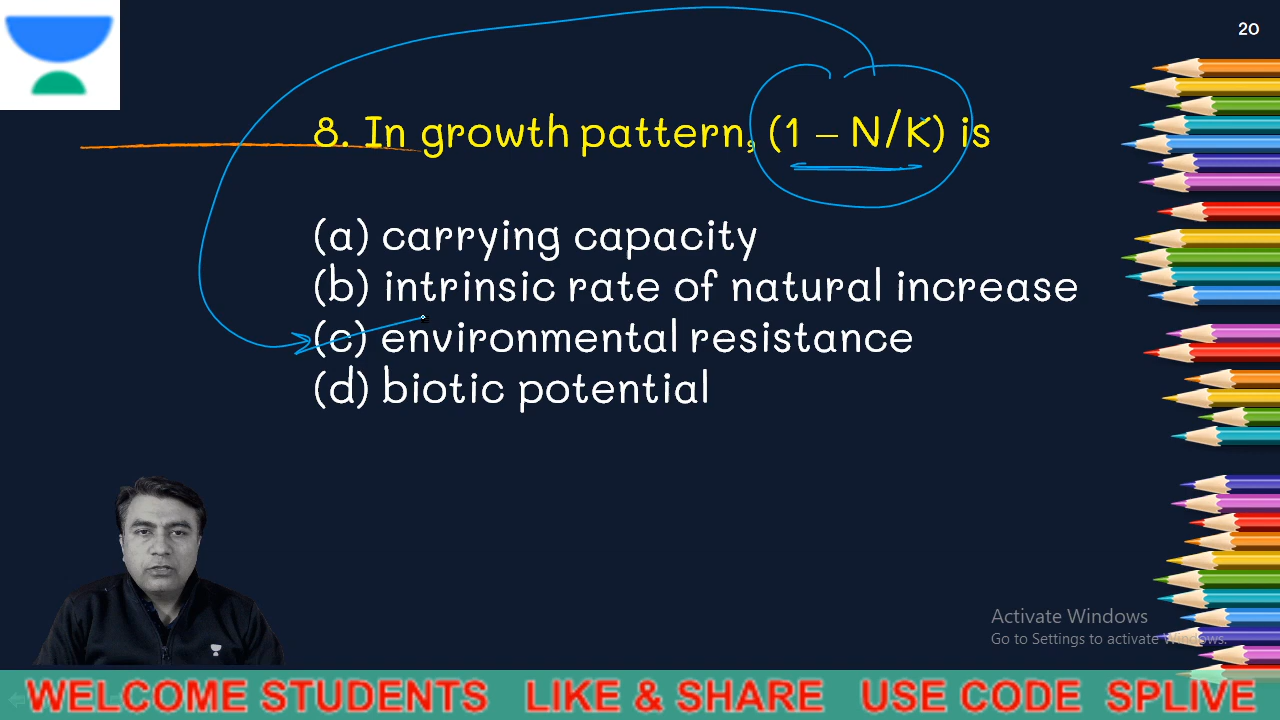 20
8. In growth pattern, (1 – N/K) is
(a) carrying capacity
(b) intrinsic rate of natural increase
(c) environmental resistance
(d) biotic potential
Activate Windows
Go to Settings to activate Windows.
WELCOME STUDENTS LIKE & SHARE USE CODE SPLIVE